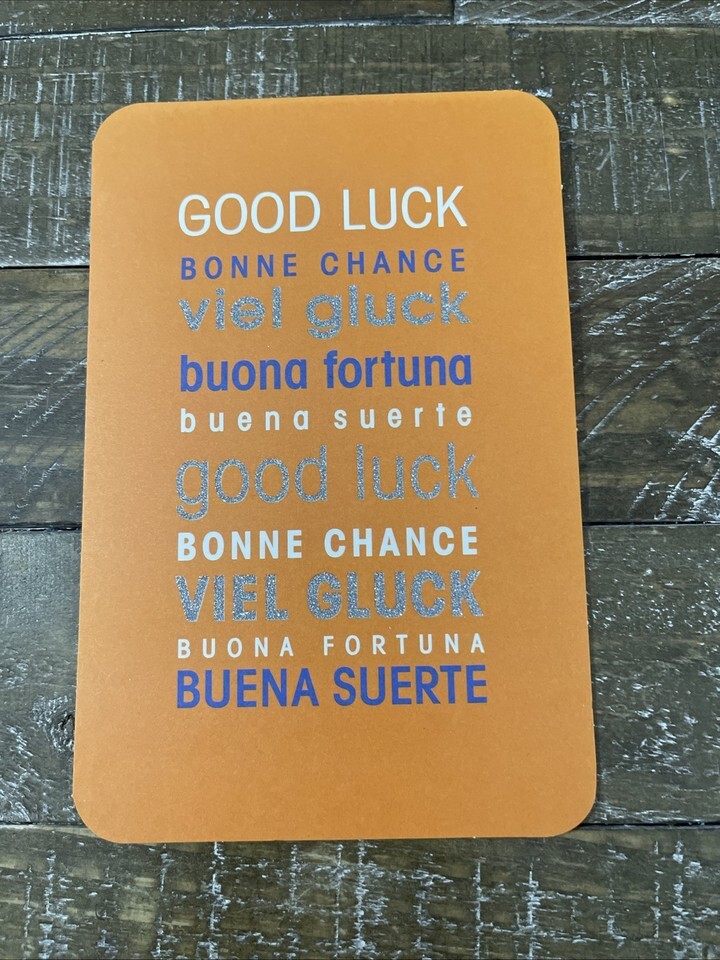 GOOD LUCK
BONNE CHANCE
viel gluck
buona fortuna
buena suerte
good luck
BONNE CHANCE
VIEL GLUCK
BUONA FORTUNA
BUENA SUERTE